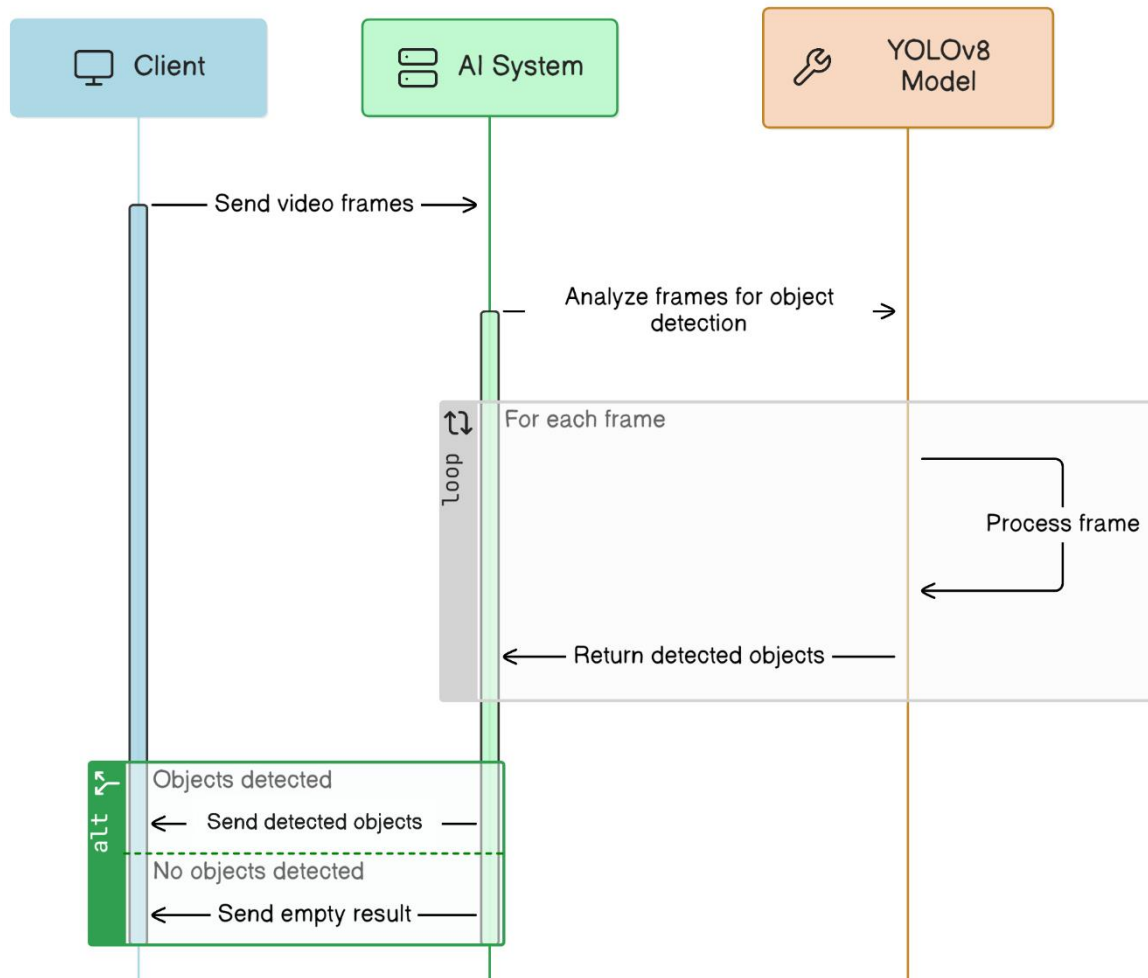 Client
AI System
YOLOv8
Model
Send video frames
Analyze frames for object
detection
loop
For each frame
Process frame
Return detected objects
alt
Objects detected
Send detected objects
No objects detected
Send empty result